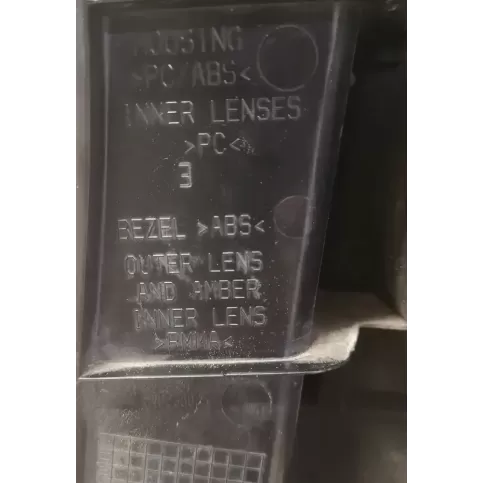 HOUSING
>PC/ABS<
INNER LENSES
>PC<
3
BEZEL >ABS<
OUTER LENS
AND AMBER
INNER LENS
>PMMA<